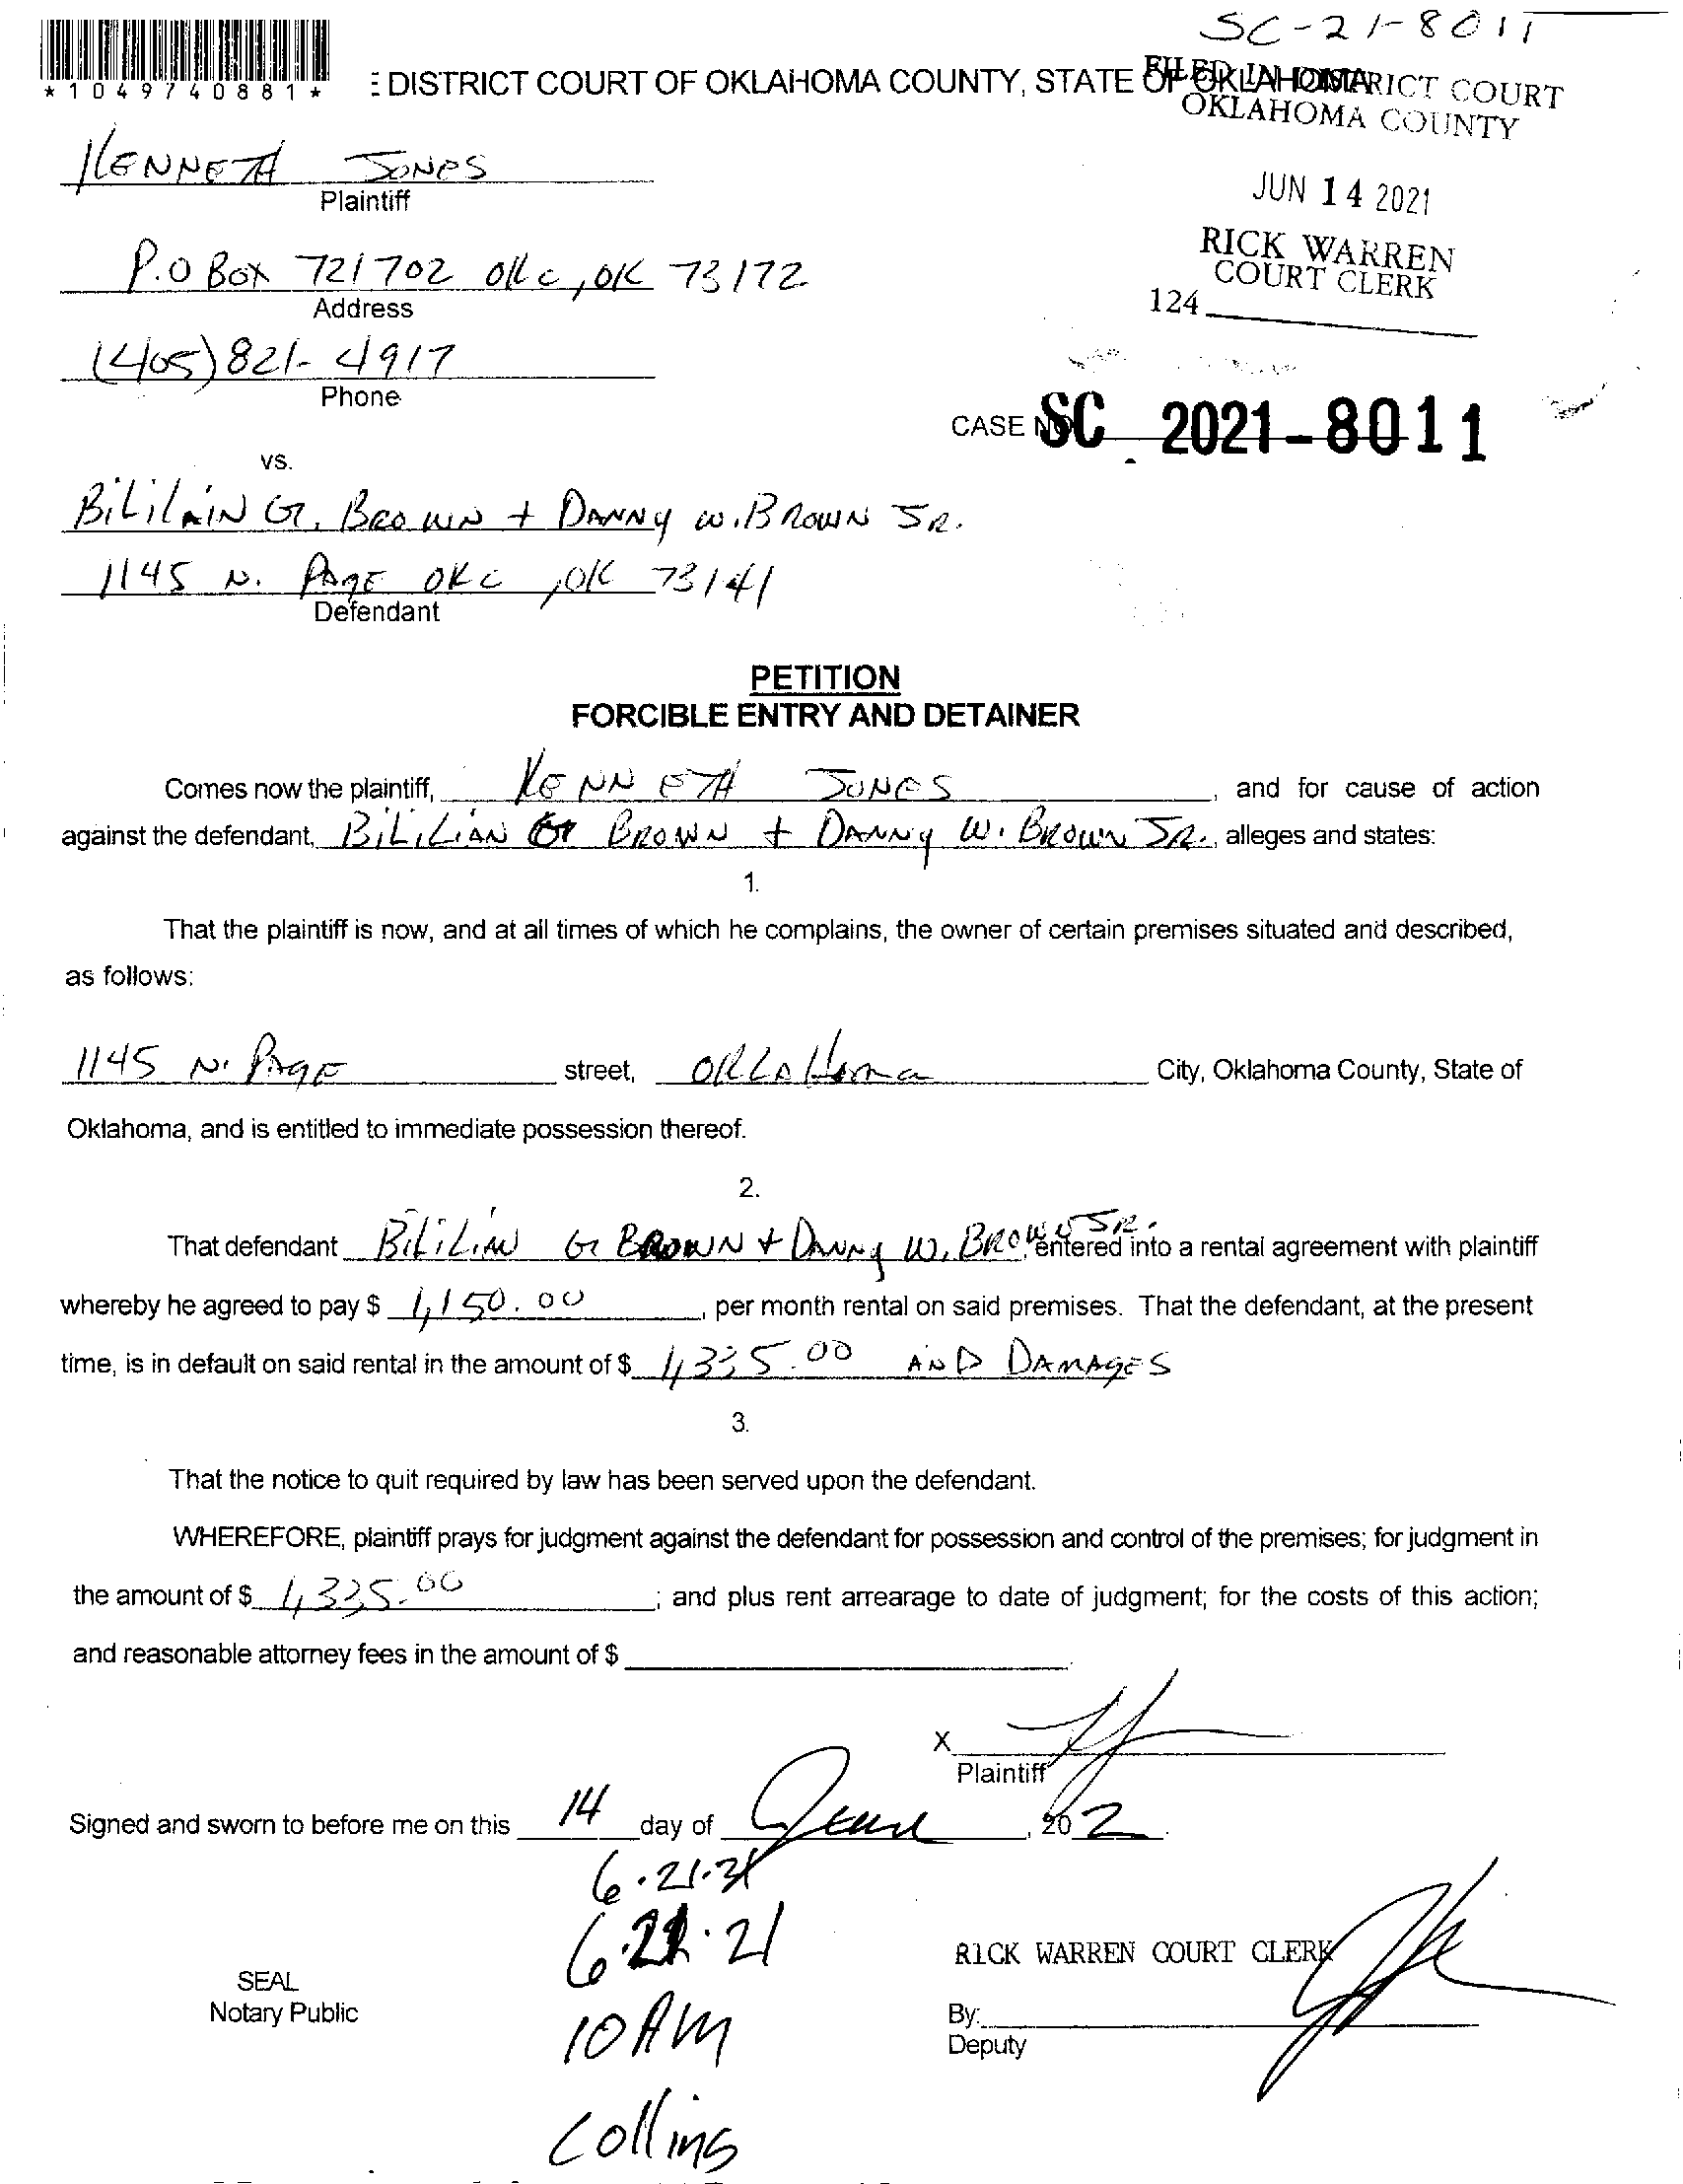 SC-21-8011
*1049740881*
E DISTRICT COURT OF OKLAHOMA COUNTY, STATE OF OKLAHOMA
FILED IN DISTRICT COURT
OKLAHOMA COUNTY
KENNETH JONES
Plaintiff
JUN 14 2021
RICK WARREN
COURT CLERK
124
P.O BOX 721702 OKC, OK 73172
Address
(405) 821-4917
Phone
CASE NO. SC 2021-8011
vs.
BiLilAiN G. BROWN + DANNY W. BROWN JR.
1145 N. PAGE OKC, OK 73141
Defendant
PETITION
FORCIBLE ENTRY AND DETAINER
Comes now the plaintiff, KENNETH JONES, and for cause of action
against the defendant, BiLiLiAN G BROWN + DANNY W. BROWN JR., alleges and states:
1.
That the plaintiff is now, and at all times of which he complains, the owner of certain premises situated and described,
as follows:
1145 N. PAGE street, OKLAHoma City, Oklahoma County, State of
Oklahoma, and is entitled to immediate possession thereof.
2.
That defendant BiLiLiAN G BROWN + DANNY W. BROWN JR., entered into a rental agreement with plaintiff
whereby he agreed to pay $ 1,150.00, per month rental on said premises. That the defendant, at the present
time, is in default on said rental in the amount of $ 1,335.00 AND DAMAGES
3.
That the notice to quit required by law has been served upon the defendant.
WHEREFORE, plaintiff prays for judgment against the defendant for possession and control of the premises; for judgment in
the amount of $ 1,335.00; and plus rent arrearage to date of judgment; for the costs of this action;
and reasonable attorney fees in the amount of $
X
Plaintiff
Signed and sworn to before me on this 14 day of June, 202
6.21.21
6.22.21
10 AM
Collins
SEAL
Notary Public
RICK WARREN COURT CLERK
By:
Deputy